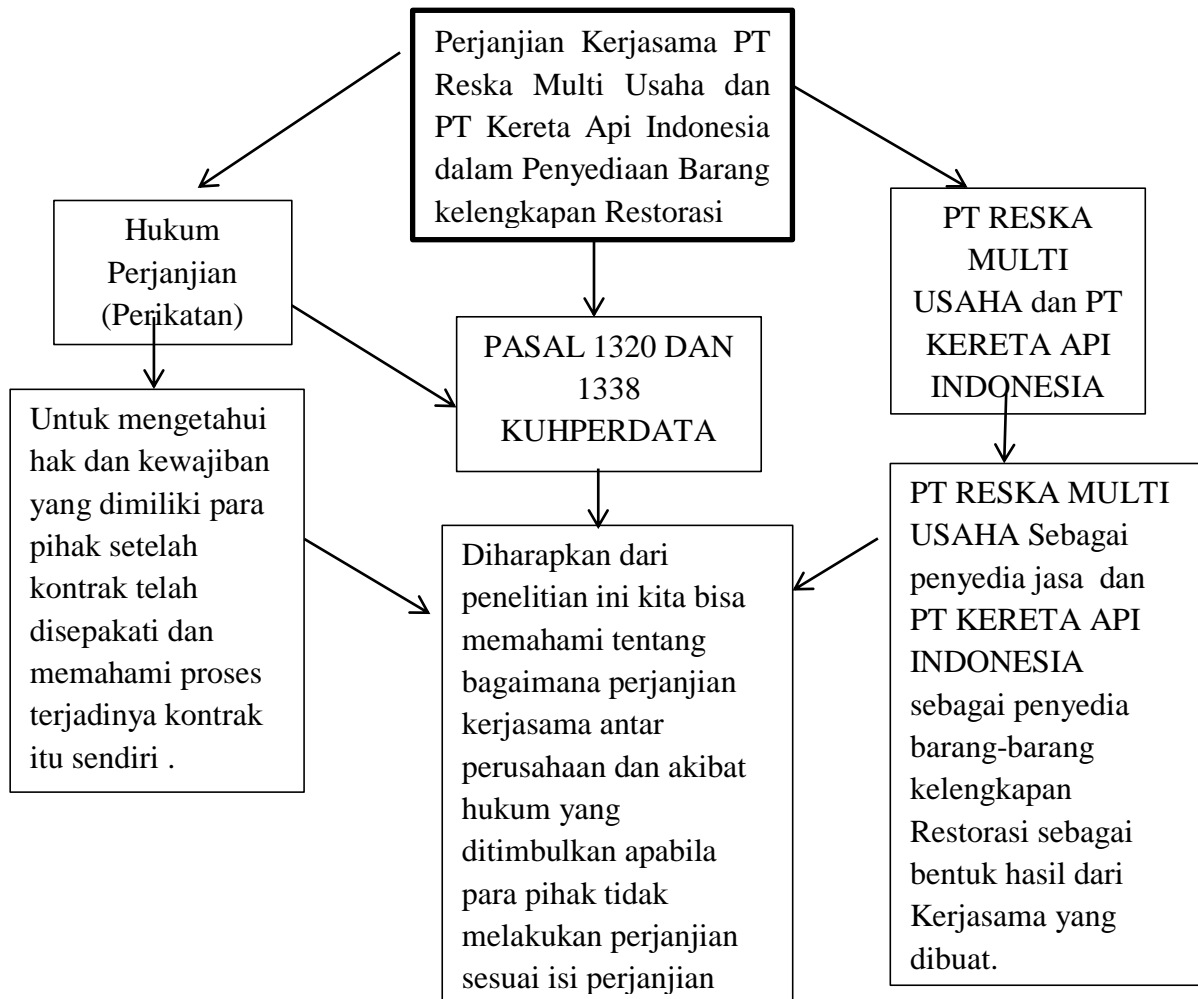 Perjanjian Kerjasama PT
Reska Multi Usaha dan
PT Kereta Api Indonesia
dalam Penyediaan Barang
kelengkapan Restorasi
Hukum
Perjanjian
(Perikatan)
PASAL 1320 DAN
1338
KUHPERDATA
PT RESKA
MULTI
USAHA dan PT
KERETA API
INDONESIA
Untuk mengetahui
hak dan kewajiban
yang dimiliki para
pihak setelah
kontrak telah
disepakati dan
memahami proses
terjadinya kontrak
itu sendiri .
Diharapkan dari
penelitian ini kita bisa
memahami tentang
bagaimana perjanjian
kerjasama antar
perusahaan dan akibat
hukum yang
ditimbulkan apabila
para pihak tidak
melakukan perjanjian
sesuai isi perjanjian
PT RESKA MULTI
USAHA Sebagai
penyedia jasa dan
PT KERETA API
INDONESIA
sebagai penyedia
barang-barang
kelengkapan
Restorasi sebagai
bentuk hasil dari
Kerjasama yang
dibuat.